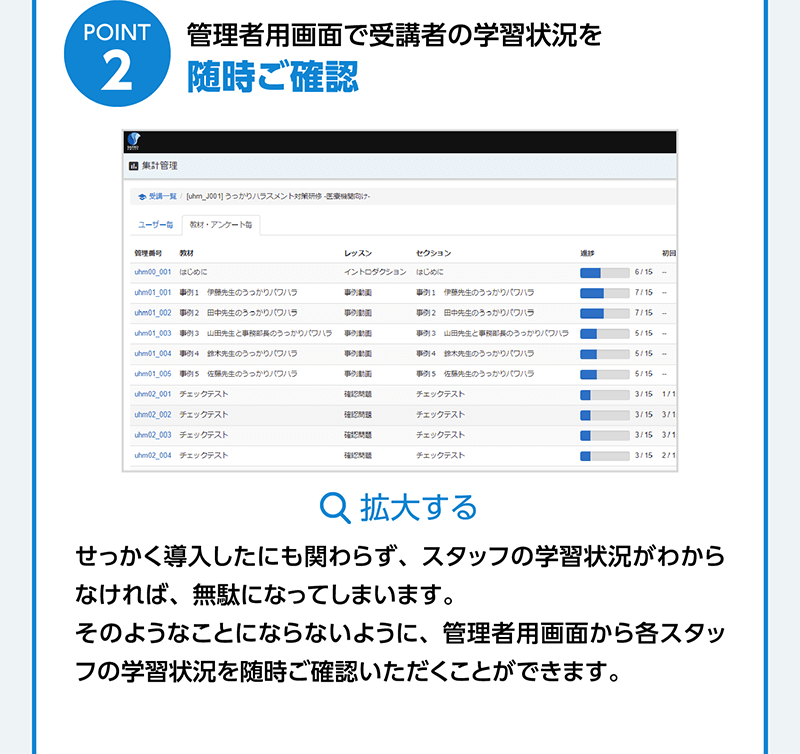 POINT
2
管理者用画面で受講者の学習状況を
随時ご確認
集計管理
受講一覧 / [uhm_J001] うっかりハラスメント対策研修 -医療機関向け-
ユーザー毎 教材・アンケート毎
管理番号 教材 レッスン セクション 進捗 初回
uhm00_001 はじめに イントロダクション はじめに 6 / 15 --
uhm01_001 事例1 伊藤先生のうっかりパワハラ 事例動画 事例1 伊藤先生のうっかりパワハラ 7 / 15 --
uhm01_002 事例2 田中先生のうっかりパワハラ 事例動画 事例2 田中先生のうっかりパワハラ 7 / 15 --
uhm01_003 事例3 山田先生と事務部長のうっかりパワハラ 事例動画 事例3 山田先生と事務部長のうっかりパワハラ 5 / 15 --
uhm01_004 事例4 鈴木先生のうっかりパワハラ 事例動画 事例4 鈴木先生のうっかりパワハラ 5 / 15 --
uhm01_005 事例5 佐藤先生のうっかりパワハラ 事例動画 事例5 佐藤先生のうっかりパワハラ 5 / 15 --
uhm02_001 チェックテスト 確認問題 チェックテスト 3 / 15 1 / 1
uhm02_002 チェックテスト 確認問題 チェックテスト 3 / 15 3 / 1
uhm02_003 チェックテスト 確認問題 チェックテスト 3 / 15 3 / 1
uhm02_004 チェックテスト 確認問題 チェックテスト 3 / 15 2 / 1
拡大する
せっかく導入したにも関わらず、スタッフの学習状況がわから
なければ、無駄になってしまいます。
そのようなことにならないように、管理者用画面から各スタッ
フの学習状況を随時ご確認いただくことができます。